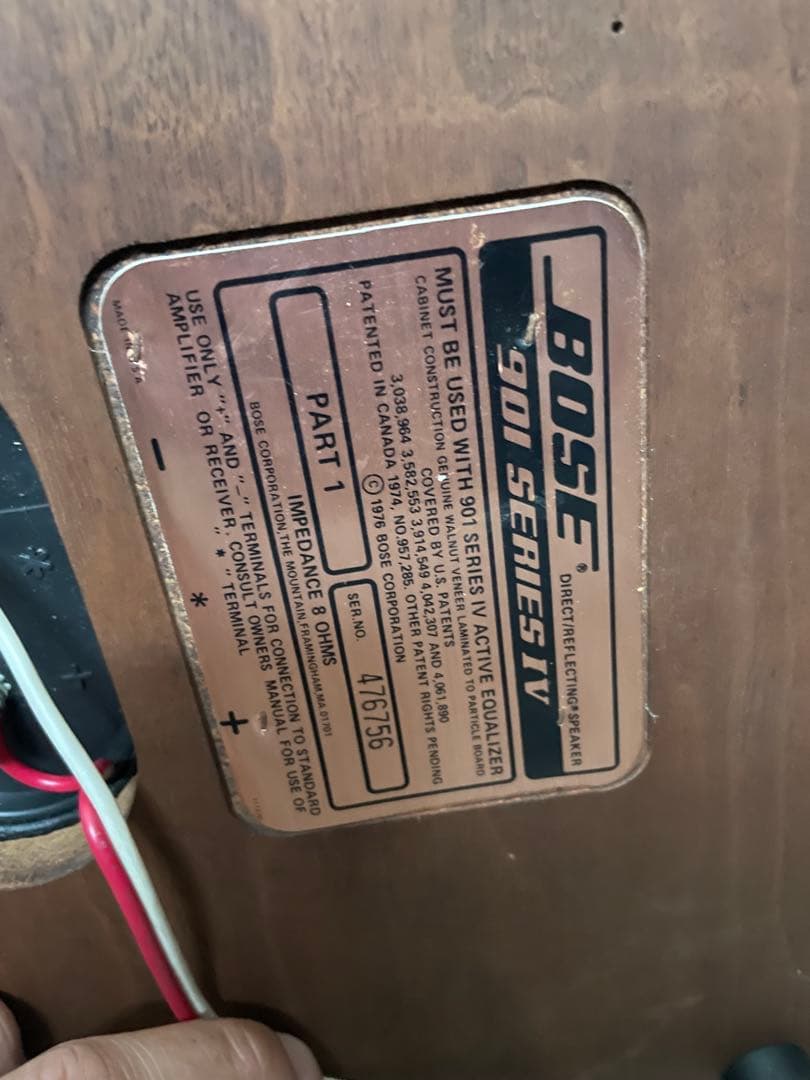 BOSE® DIRECT/REFLECTING® SPEAKER
901 SERIES IV
MUST BE USED WITH 901 SERIES IV ACTIVE EQUALIZER
CABINET CONSTRUCTION GENUINE WALNUT VENEER LAMINATED TO PARTICLE BOARD
COVERED BY U.S. PATENTS
3,038,964 3,582,553 3,914,549 4,042,307 AND 4,061,890
PATENTED IN CANADA 1974, NO.957,285. OTHER PATENT RIGHTS PENDING
© 1976 BOSE CORPORATION
PART 1
SER.NO. 476756
IMPEDANCE 8 OHMS
BOSE CORPORATION, THE MOUNTAIN, FRAMINGHAM, MA 01701
USE ONLY "+" AND "-" TERMINALS FOR CONNECTION TO STANDARD
AMPLIFIER OR RECEIVER. CONSULT OWNERS MANUAL FOR USE OF
" * " TERMINAL
- * +
MADE IN USA